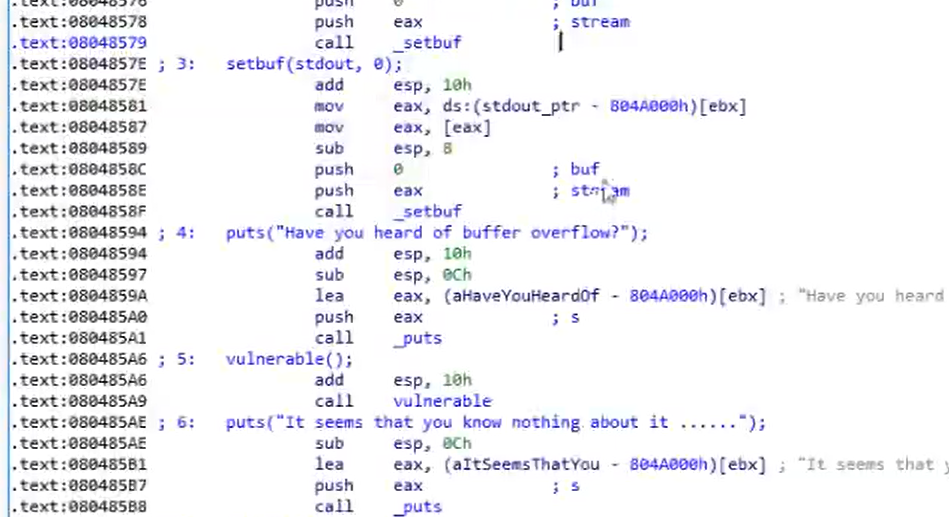 .text:08048576 push 0 ; buf
.text:08048578 push eax ; stream
.text:08048579 call _setbuf
.text:0804857E ; 3: setbuf(stdout, 0);
.text:0804857E add esp, 10h
.text:08048581 mov eax, ds:(stdout_ptr - 804A000h)[ebx]
.text:08048587 mov eax, [eax]
.text:08048589 sub esp, 8
.text:0804858C push 0 ; buf
.text:0804858E push eax ; stream
.text:0804858F call _setbuf
.text:08048594 ; 4: puts("Have you heard of buffer overflow?");
.text:08048594 add esp, 10h
.text:08048597 sub esp, 0Ch
.text:0804859A lea eax, (aHaveYouHeardOf - 804A000h)[ebx] ; "Have you heard
.text:080485A0 push eax ; s
.text:080485A1 call _puts
.text:080485A6 ; 5: vulnerable();
.text:080485A6 add esp, 10h
.text:080485A9 call vulnerable
.text:080485AE ; 6: puts("It seems that you know nothing about it ......");
.text:080485AE sub esp, 0Ch
.text:080485B1 lea eax, (aItSeemsThatYou - 804A000h)[ebx] ; "It seems that y
.text:080485B7 push eax ; s
.text:080485B8 call _puts